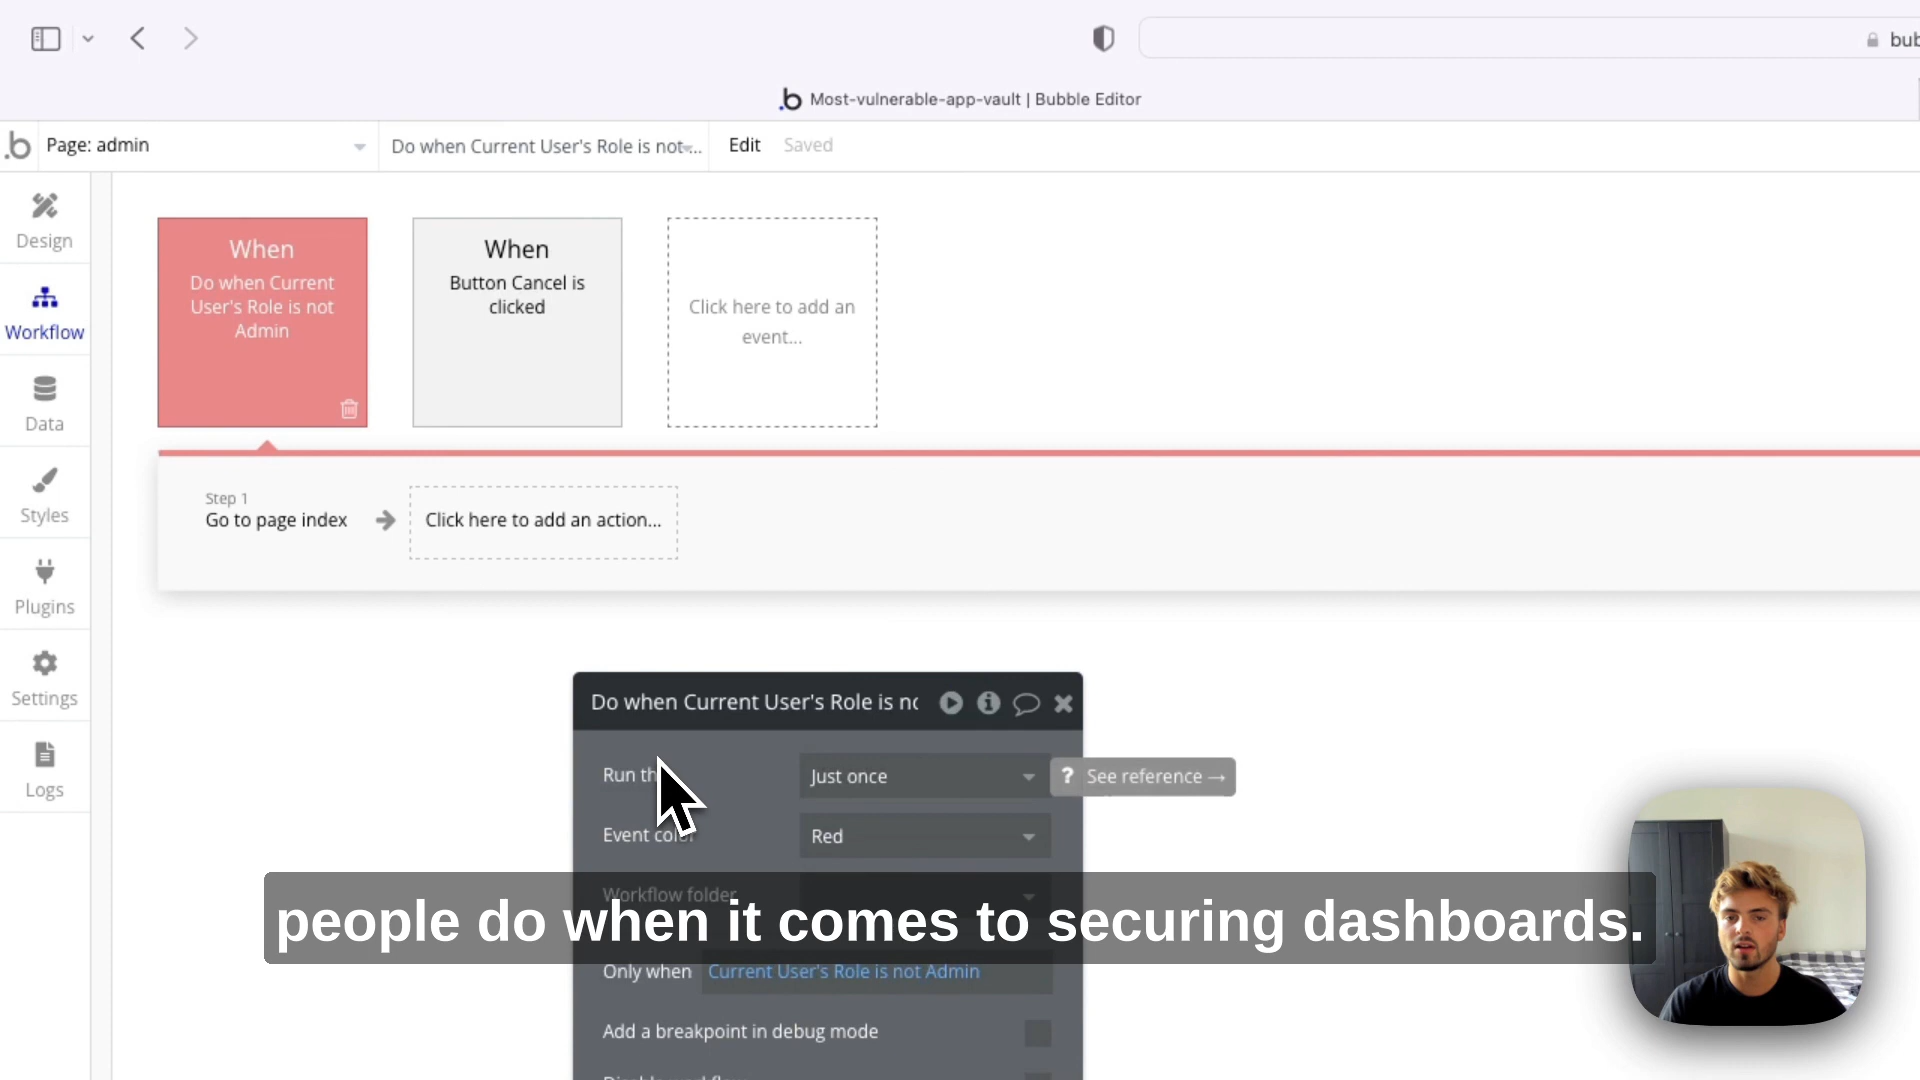 bub
.b Most-vulnerable-app-vault | Bubble Editor
.b Page: admin
Do when Current User's Role is not ...
Edit
Saved
Design
Workflow
Data
Styles
Plugins
Settings
Logs
When
Do when Current
User's Role is not
Admin
When
Button Cancel is
clicked
Click here to add an
event...
Step 1
Go to page index
Click here to add an action...
Do when Current User's Role is no
Run th
Just once
? See reference →
Event color
Red
Workflow folder
people do when it comes to securing dashboards.
Only when
Current User's Role is not Admin
Add a breakpoint in debug mode